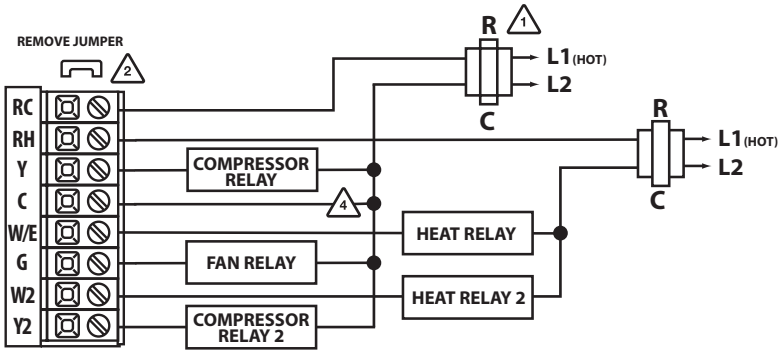 R 1
REMOVE JUMPER
L1 (HOT)
2
L2
RC
R
RH
C
L1 (HOT)
Y
COMPRESSOR
RELAY
L2
C
4
C
W/E
HEAT RELAY
G
FAN RELAY
W2
HEAT RELAY 2
Y2
COMPRESSOR
RELAY 2